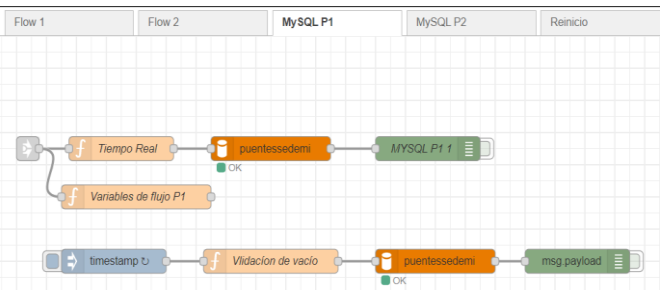 Flow 1 Flow 2 MySQL P1 MySQL P2 Reinicio
Tiempo Real puentessedemi MYSQL P1 1
OK
Variables de flujo P1
timestamp ↻ Vlidacíon de vacío puentessedemi msg.payload
OK